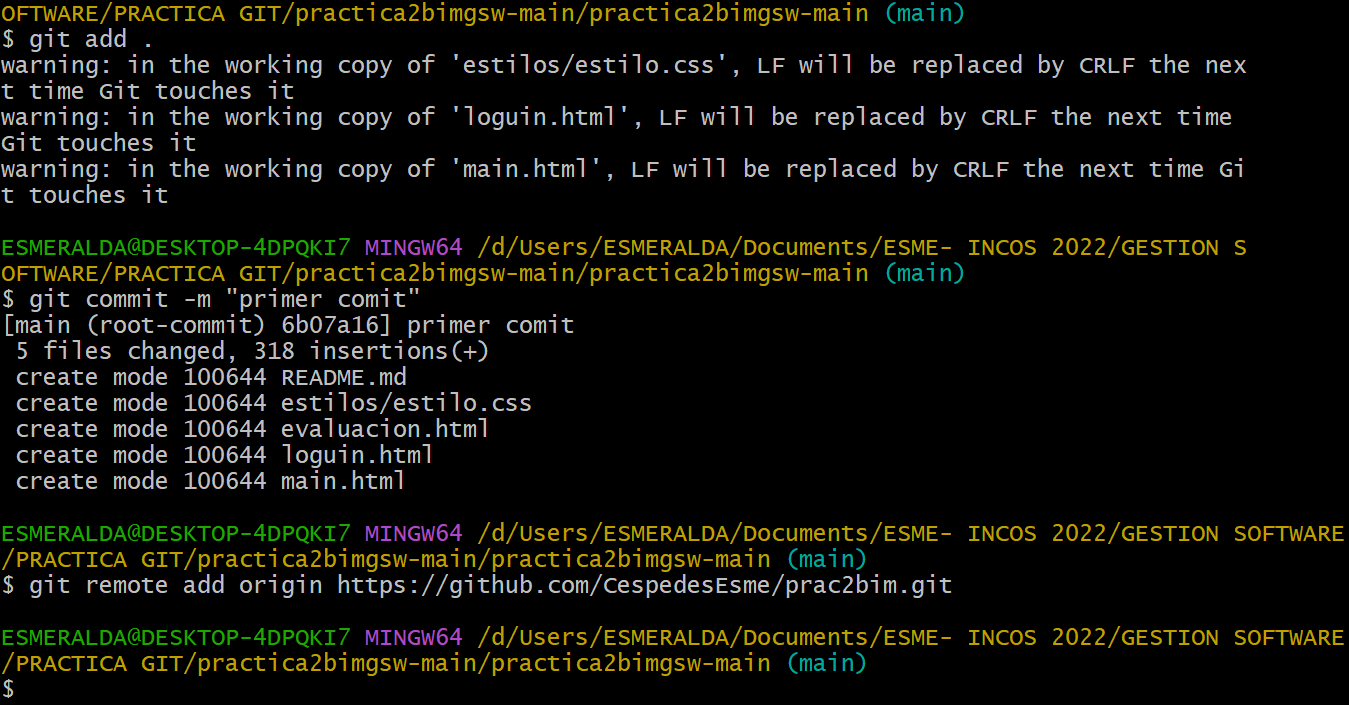 OFTWARE/PRACTICA GIT/practica2bimgsw-main/practica2bimgsw-main (main)
$ git add .
warning: in the working copy of 'estilos/estilo.css', LF will be replaced by CRLF the nex
t time Git touches it
warning: in the working copy of 'loguin.html', LF will be replaced by CRLF the next time
Git touches it
warning: in the working copy of 'main.html', LF will be replaced by CRLF the next time Gi
t touches it
ESMERALDA@DESKTOP-4DPQKI7 MINGW64 /d/Users/ESMERALDA/Documents/ESME- INCOS 2022/GESTION S
OFTWARE/PRACTICA GIT/practica2bimgsw-main/practica2bimgsw-main (main)
$ git commit -m "primer comit"
[main (root-commit) 6b07a16] primer comit
 5 files changed, 318 insertions(+)
 create mode 100644 README.md
 create mode 100644 estilos/estilo.css
 create mode 100644 evaluacion.html
 create mode 100644 loguin.html
 create mode 100644 main.html
ESMERALDA@DESKTOP-4DPQKI7 MINGW64 /d/Users/ESMERALDA/Documents/ESME- INCOS 2022/GESTION SOFTWARE
/PRACTICA GIT/practica2bimgsw-main/practica2bimgsw-main (main)
$ git remote add origin https://github.com/CespedesEsme/prac2bim.git
ESMERALDA@DESKTOP-4DPQKI7 MINGW64 /d/Users/ESMERALDA/Documents/ESME- INCOS 2022/GESTION SOFTWARE
/PRACTICA GIT/practica2bimgsw-main/practica2bimgsw-main (main)
$